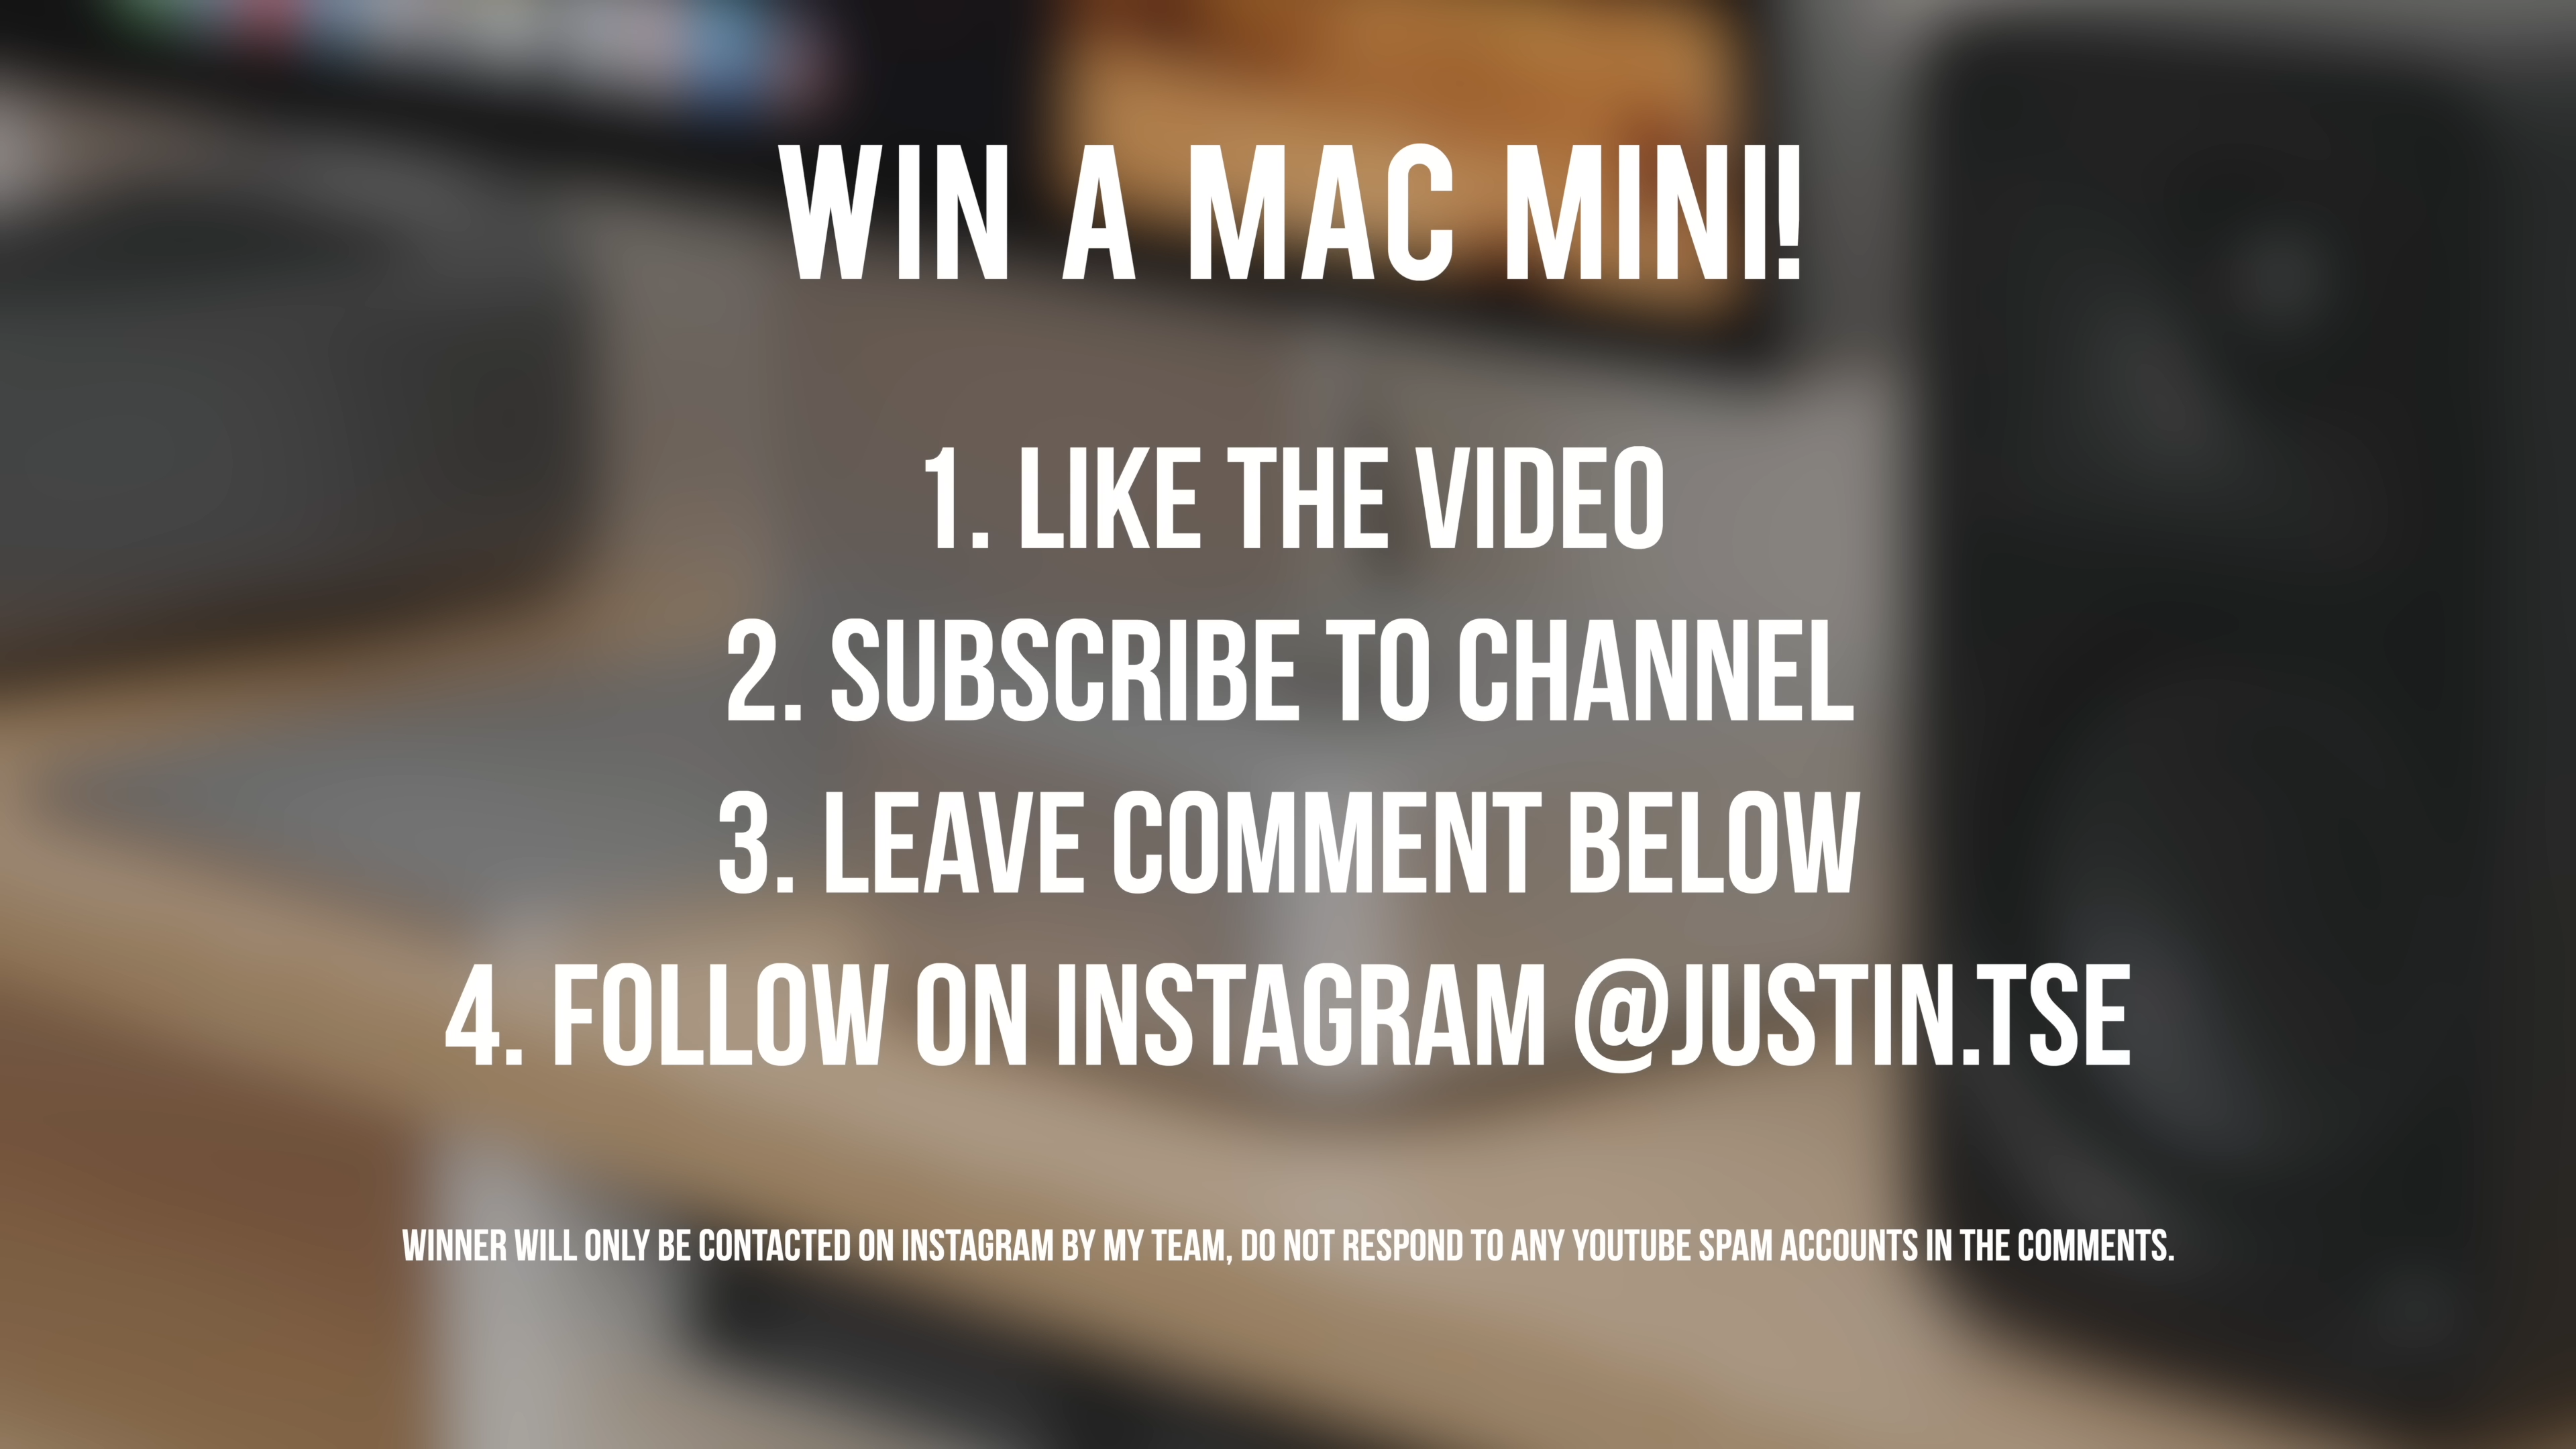 WIN A MAC MINI!
1. LIKE THE VIDEO
2. SUBSCRIBE TO CHANNEL
3. LEAVE COMMENT BELOW
4. FOLLOW ON INSTAGRAM @JUSTIN.TSE
WINNER WILL ONLY BE CONTACTED ON INSTAGRAM BY MY TEAM, DO NOT RESPOND TO ANY YOUTUBE SPAM ACCOUNTS IN THE COMMENTS.